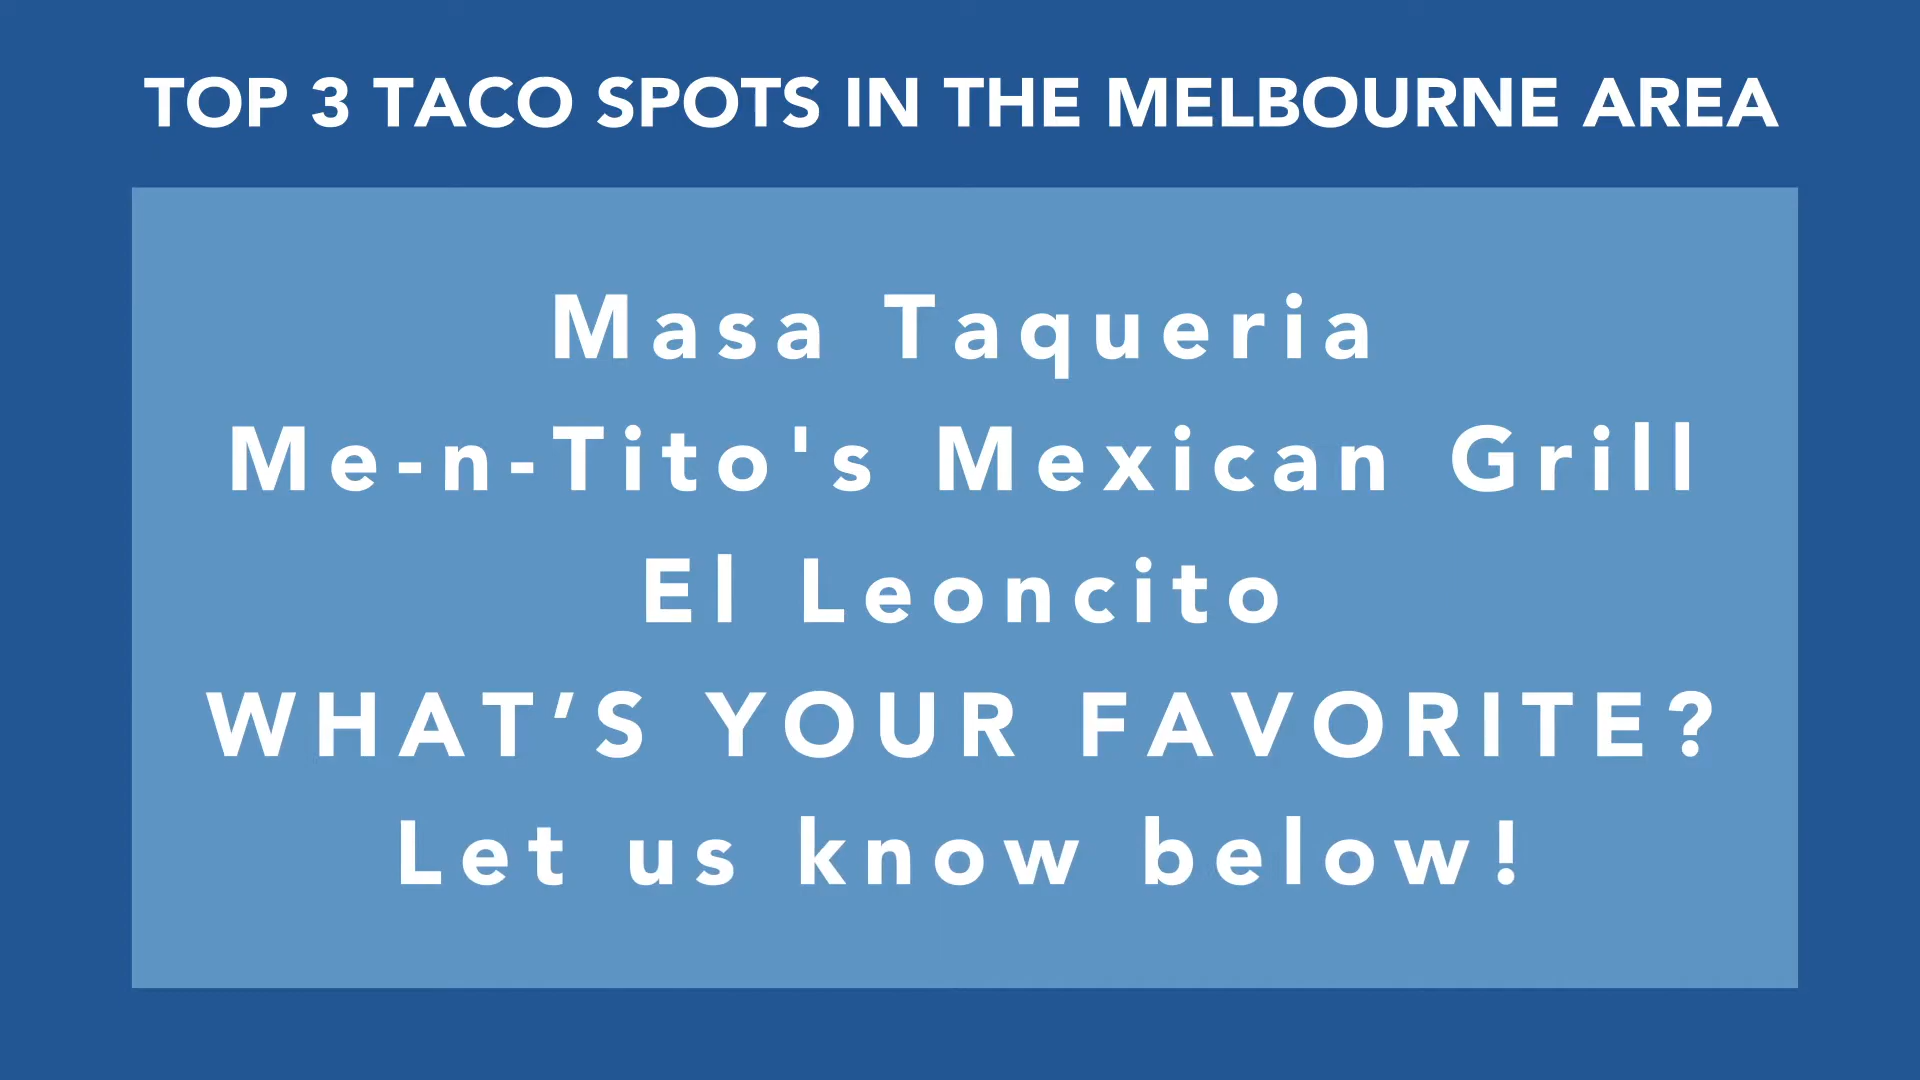 TOP 3 TACO SPOTS IN THE MELBOURNE AREA
Masa Taqueria
Me-n-Tito's Mexican Grill
El Leoncito
WHAT’S YOUR FAVORITE?
Let us know below!